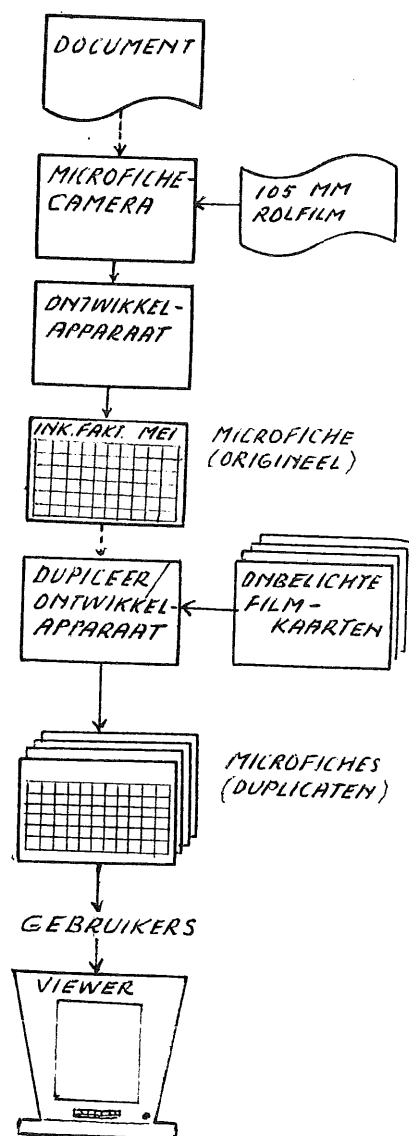 DOCUMENT
MICROFICHE-
CAMERA
105 MM
ROLFILM
ONTWIKKEL-
APPARAAT
INK.FAKT. MEI
MICROFICHE
(ORIGINEEL)
DUPLCEER/
ONTWIKKEL-
APPARAAT
ONBELICHTE
FILM-
KAARTEN
MICROFICHES
(DUPLICATEN)
GEBRUIKERS
VIEWER